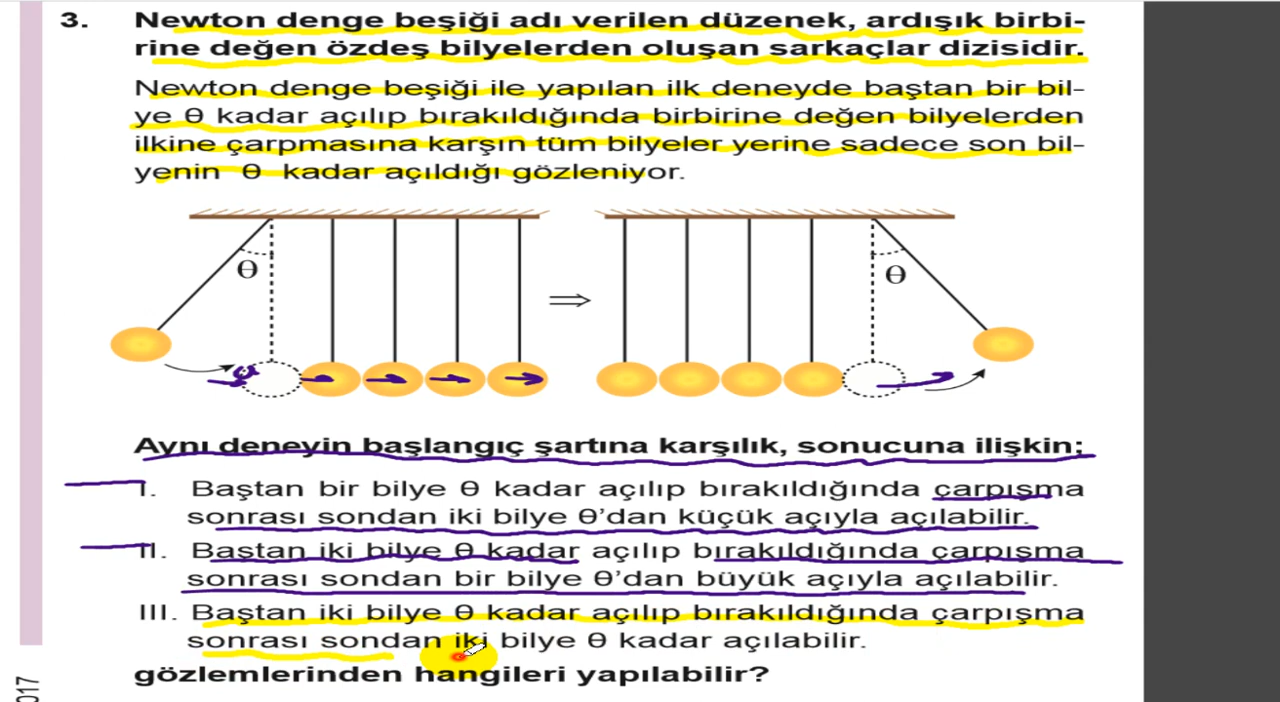 3. Newton denge beşiği adı verilen düzenek, ardışık birbi-
rine değen özdeş bilyelerden oluşan sarkaçlar dizisidir.
Newton denge beşiği ile yapılan ilk deneyde baştan bir bil-
ye θ kadar açılıp bırakıldığında birbirine değen bilyelerden
ilkine çarpmasına karşın tüm bilyeler yerine sadece son bil-
yenin θ kadar açıldığı gözleniyor.
θ
θ
Aynı deneyin başlangıç şartına karşılık, sonucuna ilişkin;
I. Baştan bir bilye θ kadar açılıp bırakıldığında çarpışma
sonrası sondan iki bilye θ’dan küçük açıyla açılabilir.
II. Baştan iki bilye θ kadar açılıp bırakıldığında çarpışma
sonrası sondan bir bilye θ’dan büyük açıyla açılabilir.
III. Baştan iki bilye θ kadar açılıp bırakıldığında çarpışma
sonrası sondan iki bilye θ kadar açılabilir.
gözlemlerinden hangileri yapılabilir?